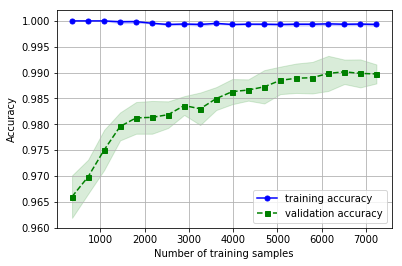 1.000
0.995
0.990
0.985
0.980
0.975
0.970
0.965
0.960
Accuracy
training accuracy
validation accuracy
1000 2000 3000 4000 5000 6000 7000
Number of training samples